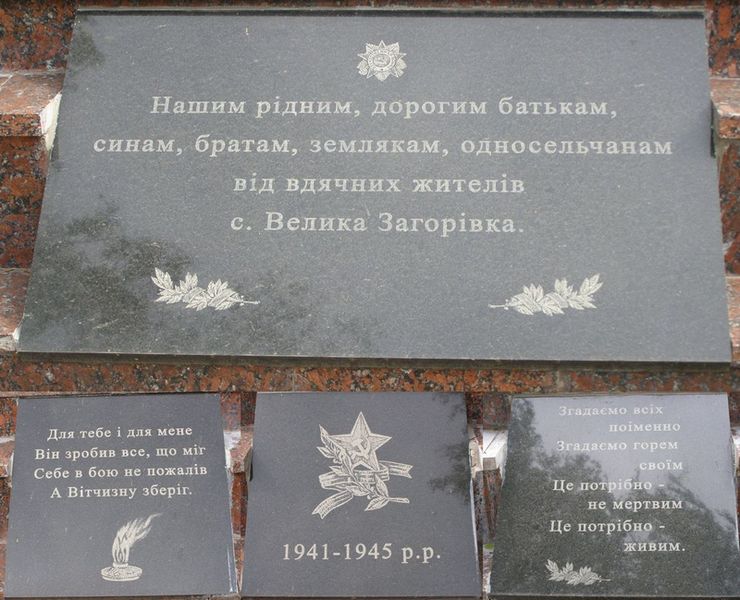 Нашим рідним, дорогим батькам,
синам, братам, землякам, односельчанам
від вдячних жителів
с. Велика Загорівка.
Для тебе і для мене
Він зробив все, що міг
Себе в бою не пожалів
А Вітчизну зберіг.
1941-1945 р.р.
Згадаємо всіх
поіменно
Згадаємо горем
своїм
Це потрібно -
не мертвим
Це потрібно -
живим.